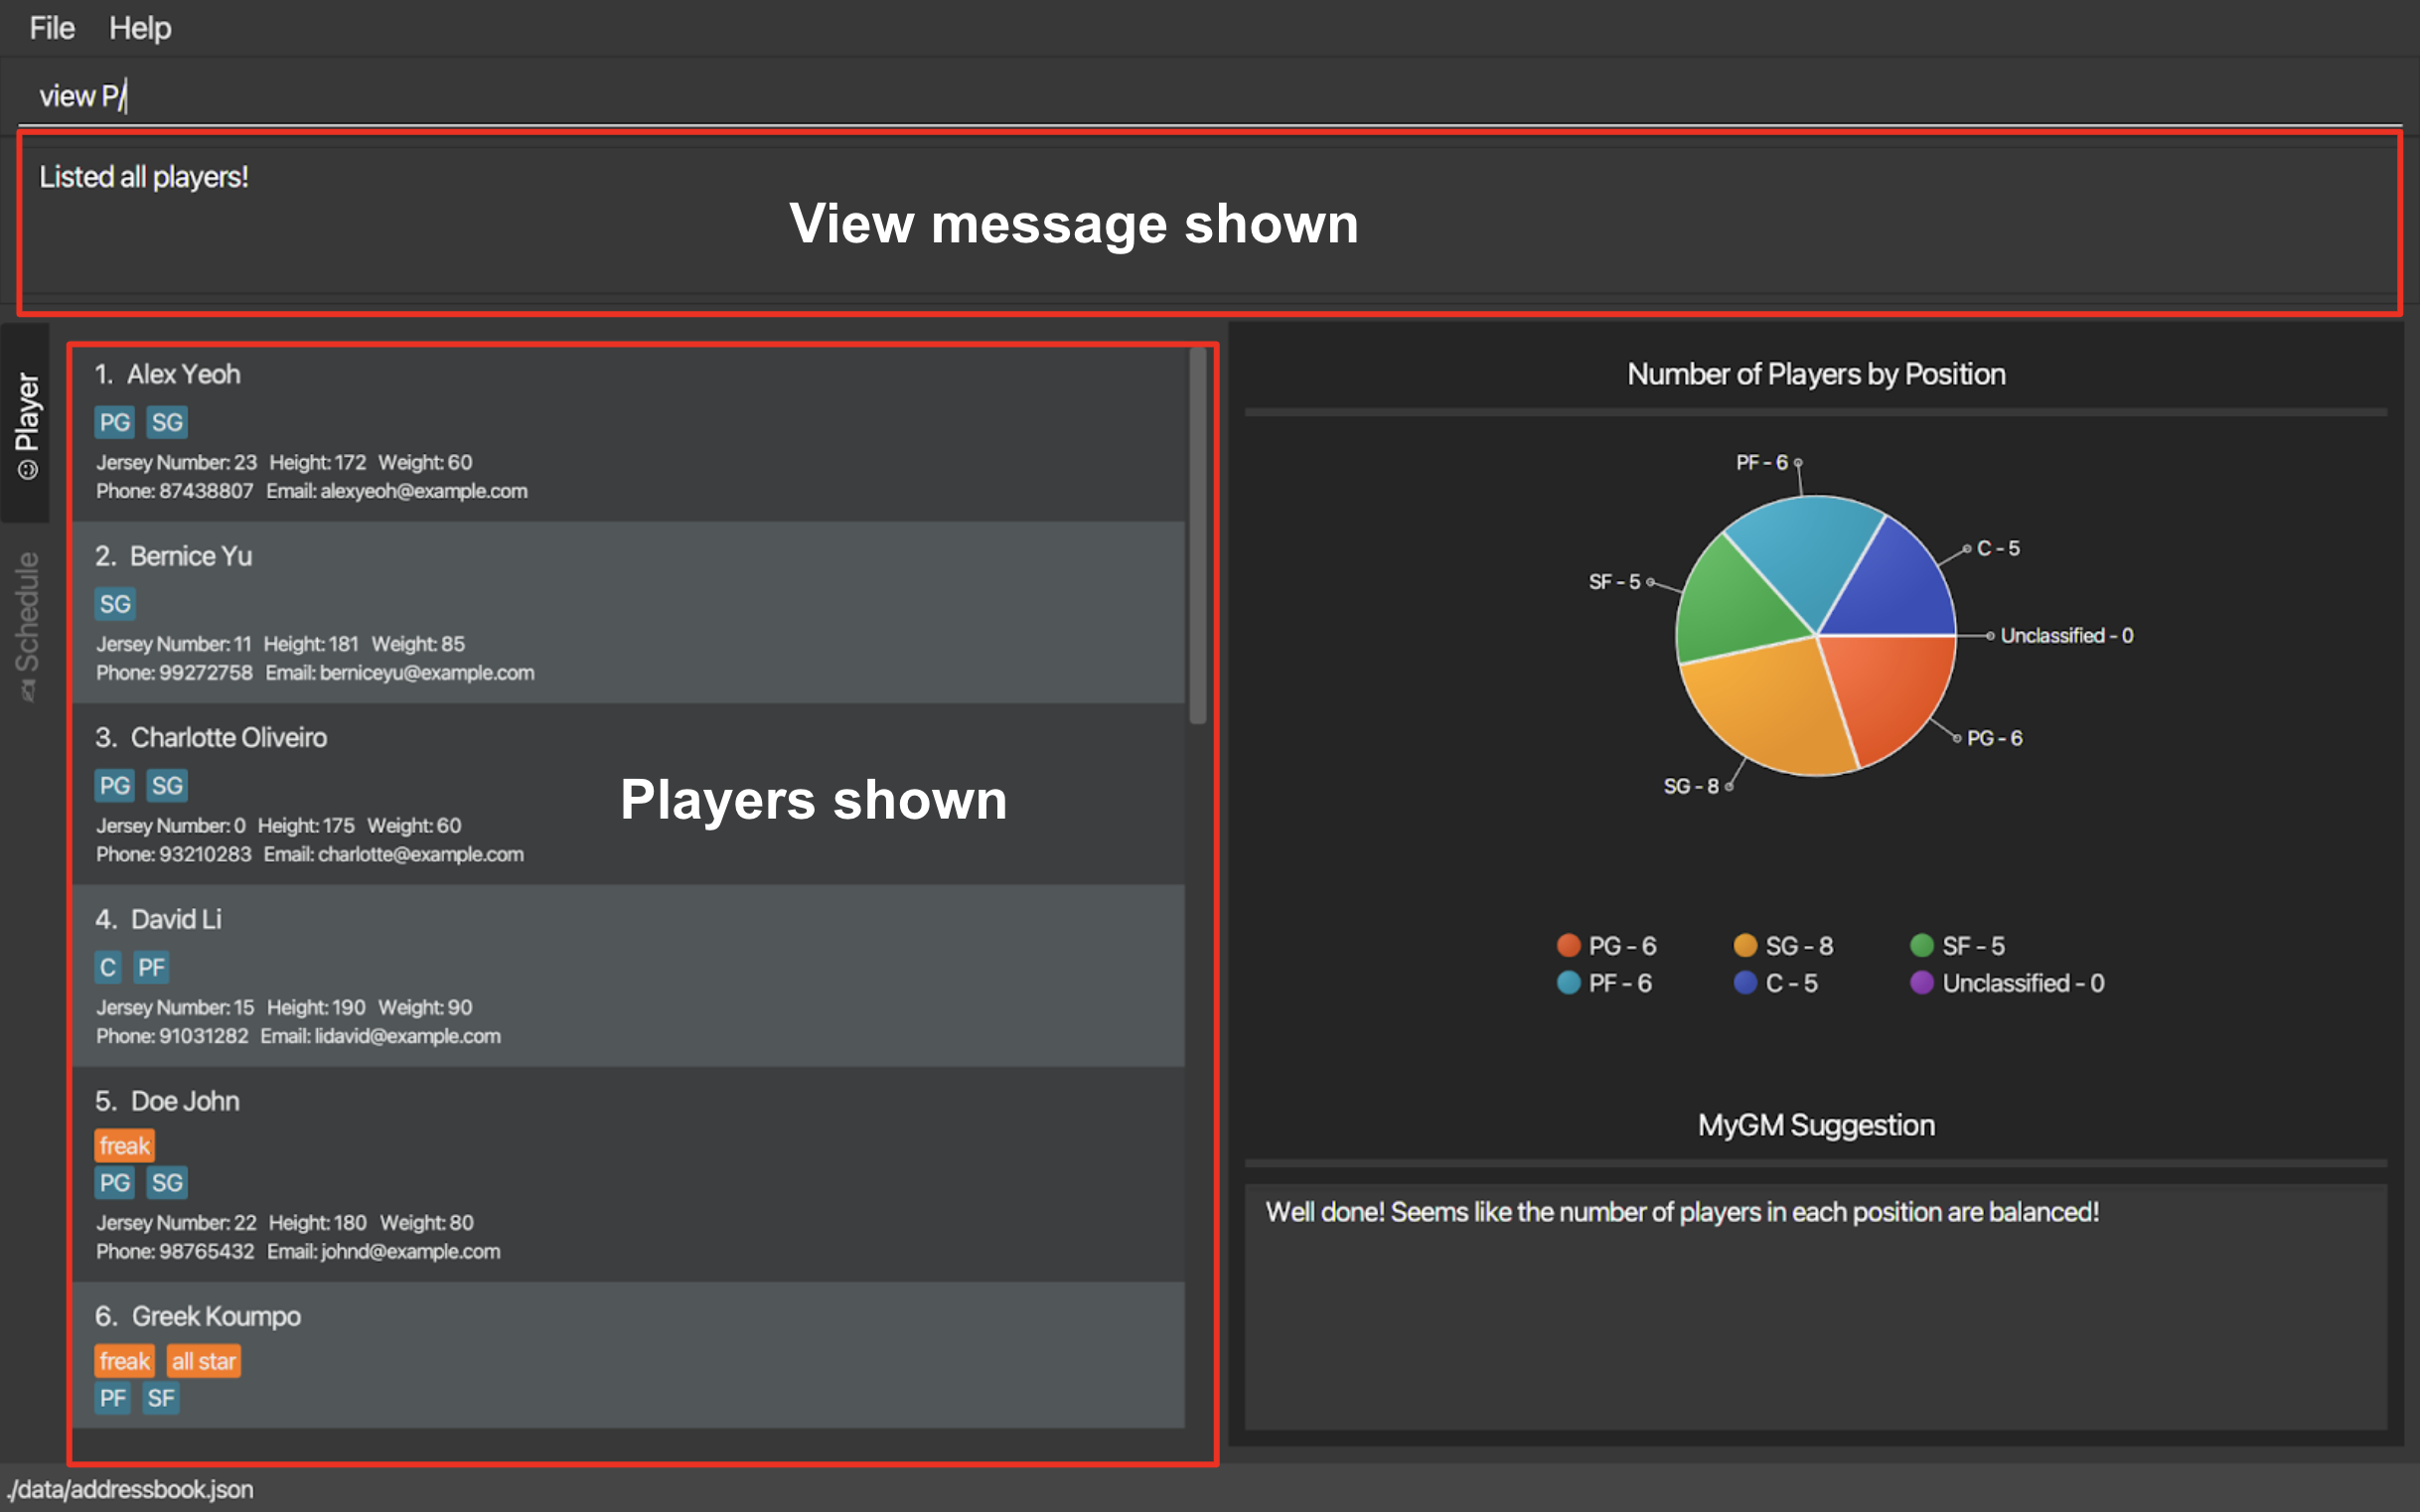 File Help
view P/
Listed all players!
View message shown
Player
Schedule
1. Alex Yeoh
PG SG
Jersey Number: 23 Height: 172 Weight: 60
Phone: 87438807 Email: alexyeoh@example.com
2. Bernice Yu
SG
Jersey Number: 11 Height: 181 Weight: 85
Phone: 99272758 Email: berniceyu@example.com
3. Charlotte Oliveiro
PG SG
Jersey Number: 0 Height: 175 Weight: 60
Phone: 93210283 Email: charlotte@example.com
Players shown
4. David Li
C PF
Jersey Number: 15 Height: 190 Weight: 90
Phone: 91031282 Email: lidavid@example.com
5. Doe John
freak
PG SG
Jersey Number: 22 Height: 180 Weight: 80
Phone: 98765432 Email: johnd@example.com
6. Greek Koumpo
freak all star
PF SF
Number of Players by Position
PF - 6
C - 5
SF - 5
Unclassified - 0
PG - 6
SG - 8
PG - 6 SG - 8 SF - 5
PF - 6 C - 5 Unclassified - 0
MyGM Suggestion
Well done! Seems like the number of players in each position are balanced!
./data/addressbook.json